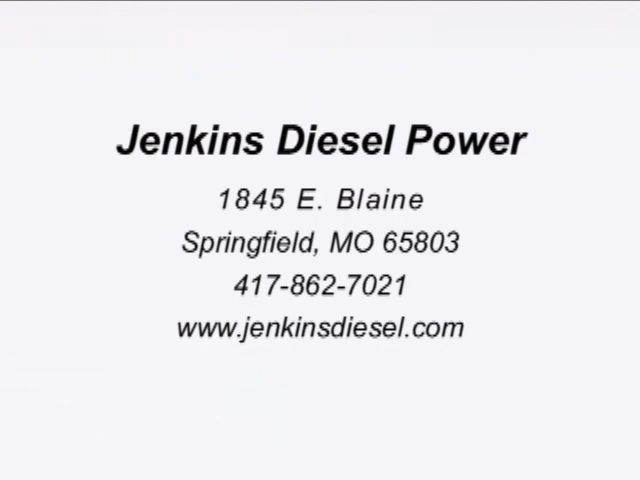 Jenkins Diesel Power
1845 E. Blaine
Springfield, MO 65803
417-862-7021
www.jenkinsdiesel.com